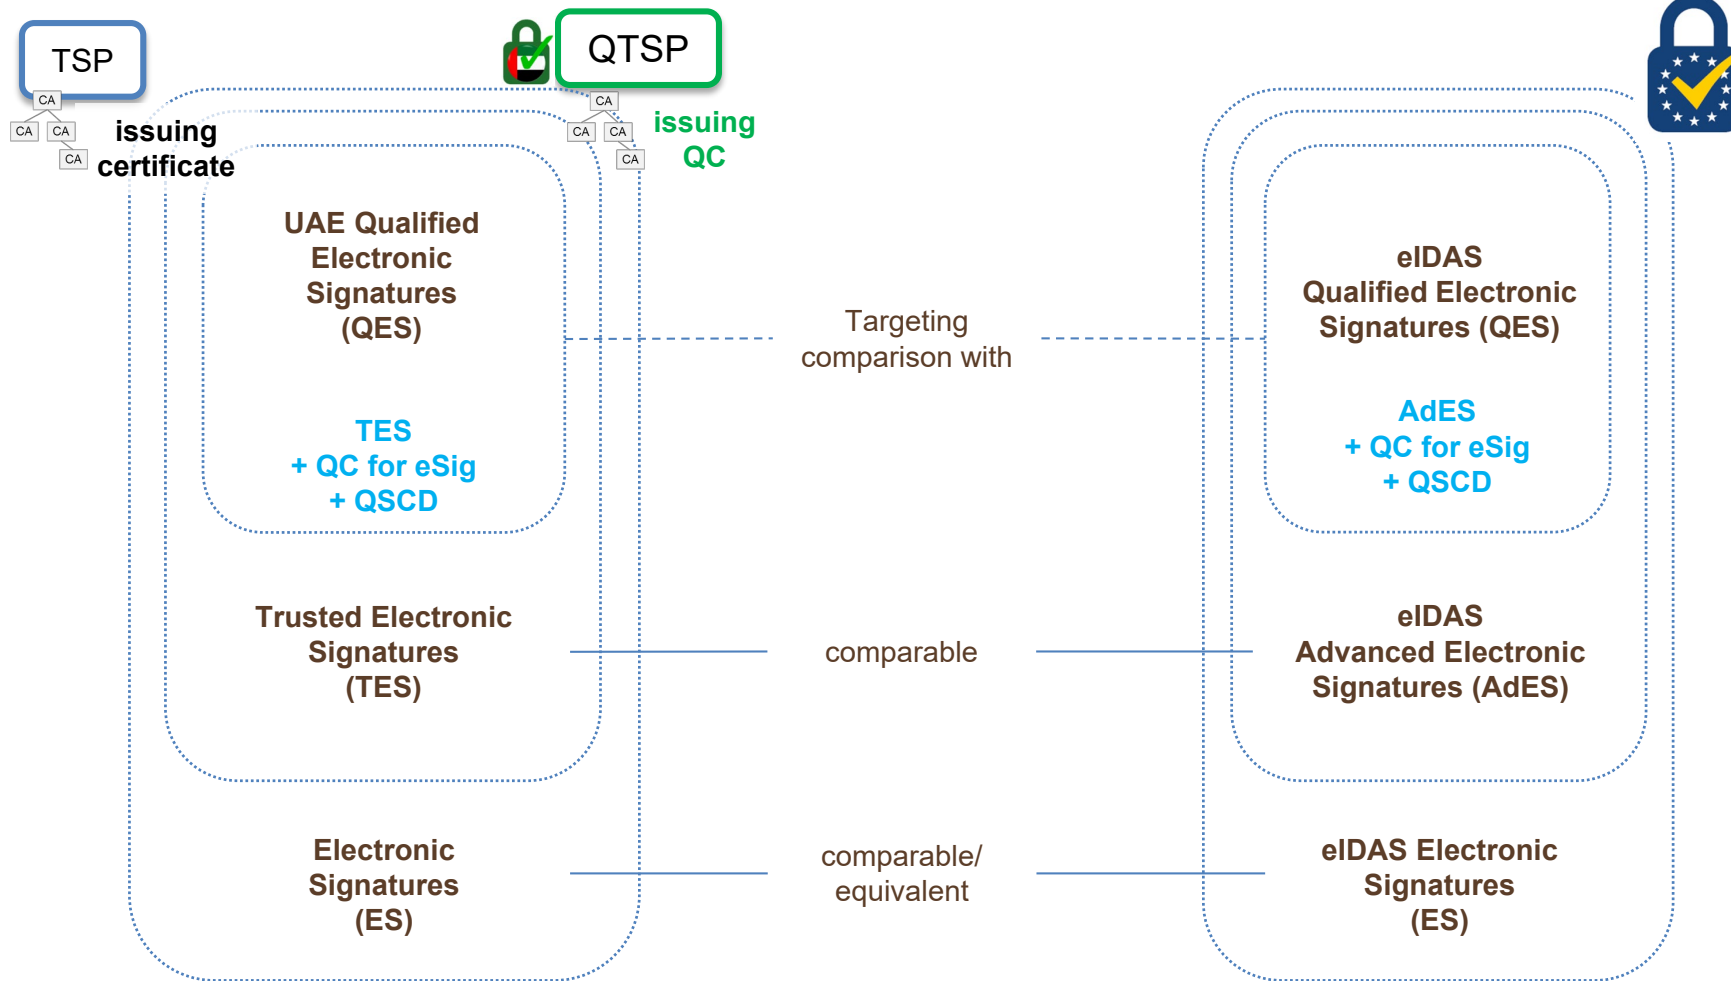 TSP
CA
CA
CA
CA
issuing
certificate
QTSP
CA
CA
CA
CA
issuing
QC
UAE Qualified
Electronic
Signatures
(QES)
TES
+ QC for eSig
+ QSCD
Trusted Electronic
Signatures
(TES)
Electronic
Signatures
(ES)
Targeting
comparison with
comparable
comparable/
equivalent
eIDAS
Qualified Electronic
Signatures (QES)
AdES
+ QC for eSig
+ QSCD
eIDAS
Advanced Electronic
Signatures (AdES)
eIDAS Electronic
Signatures
(ES)